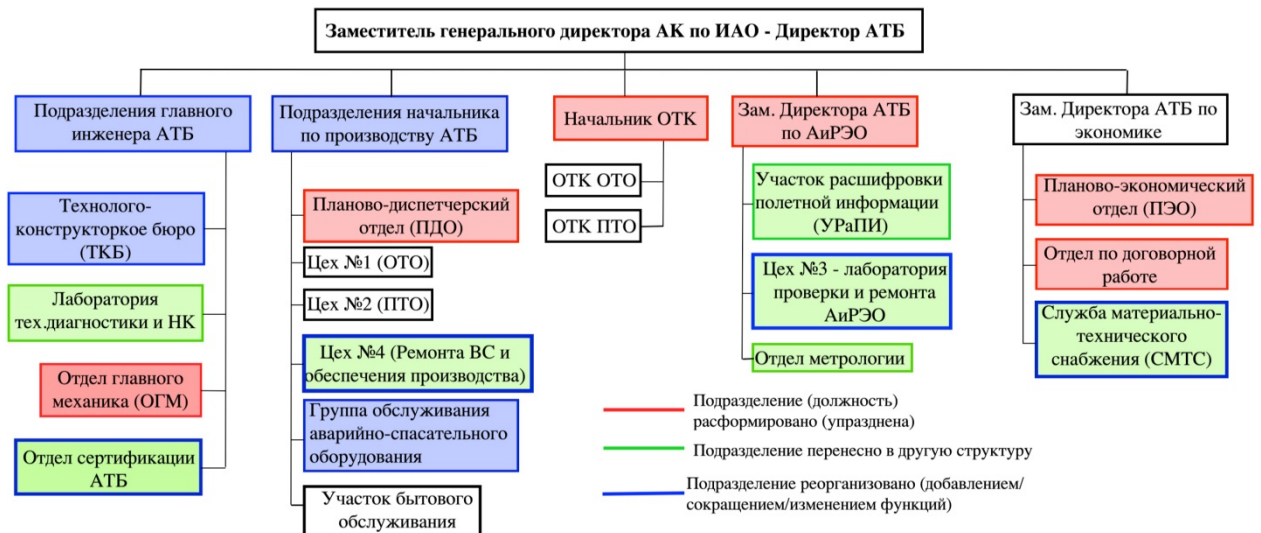 Заместитель генерального директора АК по ИАО - Директор АТБ
Подразделения главного
инженера АТБ
Технолого-
конструкторкое бюро
(ТКБ)
Лаборатория
тех.диагностики и НК
Отдел главного
механика (ОГМ)
Отдел сертификации
АТБ
Подразделения начальника
по производству АТБ
Планово-диспетчерский
отдел (ПДО)
Цех №1 (ОТО)
Цех №2 (ПТО)
Цех №4 (Ремонта ВС и
обеспечения производства)
Группа обслуживания
аварийно-спасательного
оборудования
Участок бытового
обслуживания
Начальник ОТК
ОТК ОТО
ОТК ПТО
Зам. Директора АТБ
по АиРЭО
Участок расшифровки
полетной информации
(УРаПИ)
Цех №3 - лаборатория
проверки и ремонта
АиРЭО
Отдел метрологии
Зам. Директора АТБ по
экономике
Планово-экономический
отдел (ПЭО)
Отдел по договорной
работе
Служба материально-
технического
снабжения (СМТС)
Подразделение (должность)
расформировано (упразднена)
Подразделение перенесно в другую структуру
Подразделение реорганизовано (добавлением/
сокращением/изменением функций)